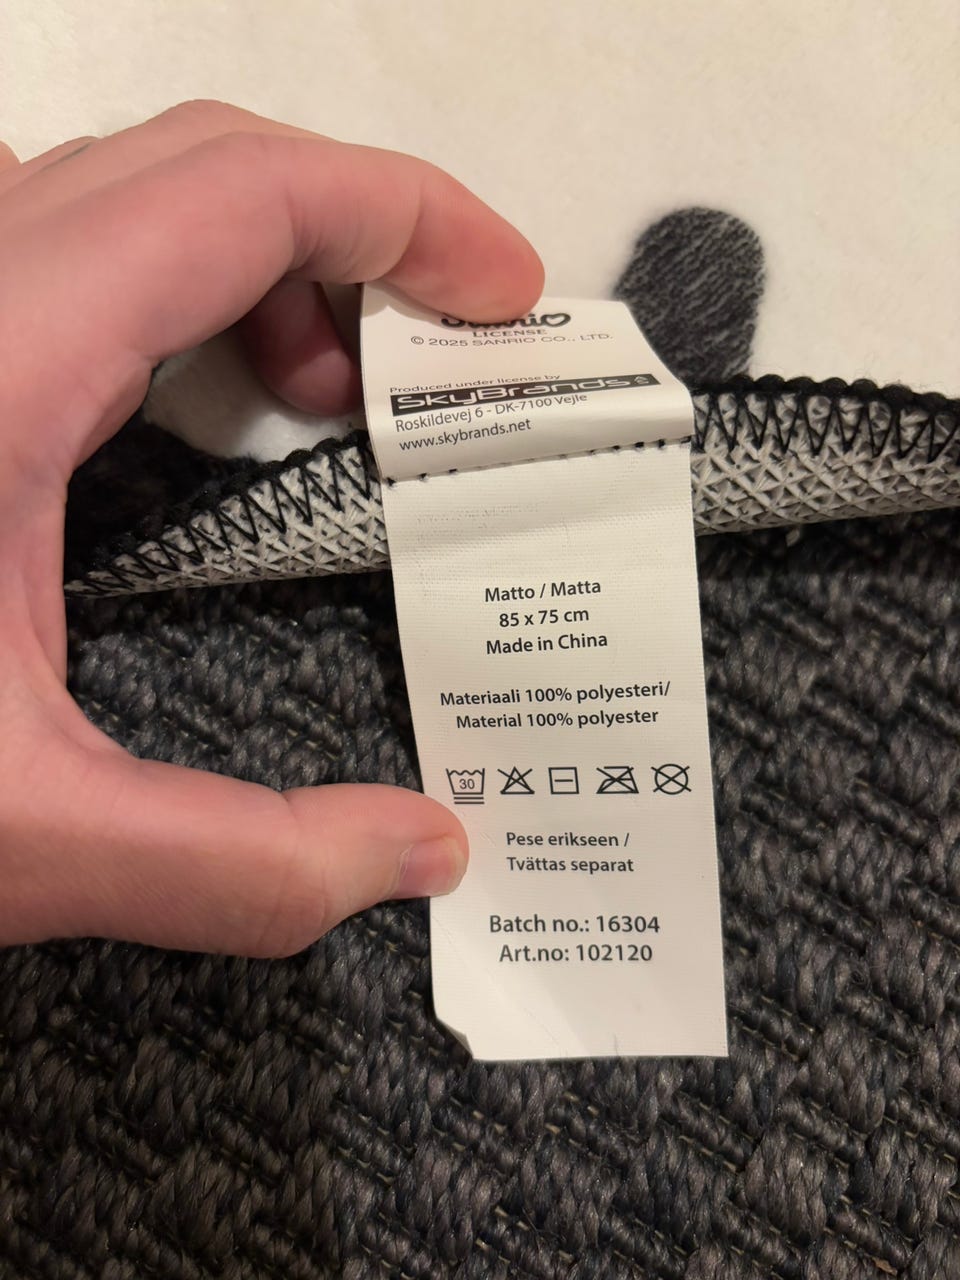 Sanrio
LICENSE
© 2025 SANRIO CO., LTD.
Produced under license by
SkyBrands
Roskildevej 6 - DK-7100 Vejle
www.skybrands.net
Matto / Matta
85 x 75 cm
Made in China
Materiaali 100% polyesteri/
Material 100% polyester
30
Pese erikseen /
Tvättas separat
Batch no.: 16304
Art.no: 102120